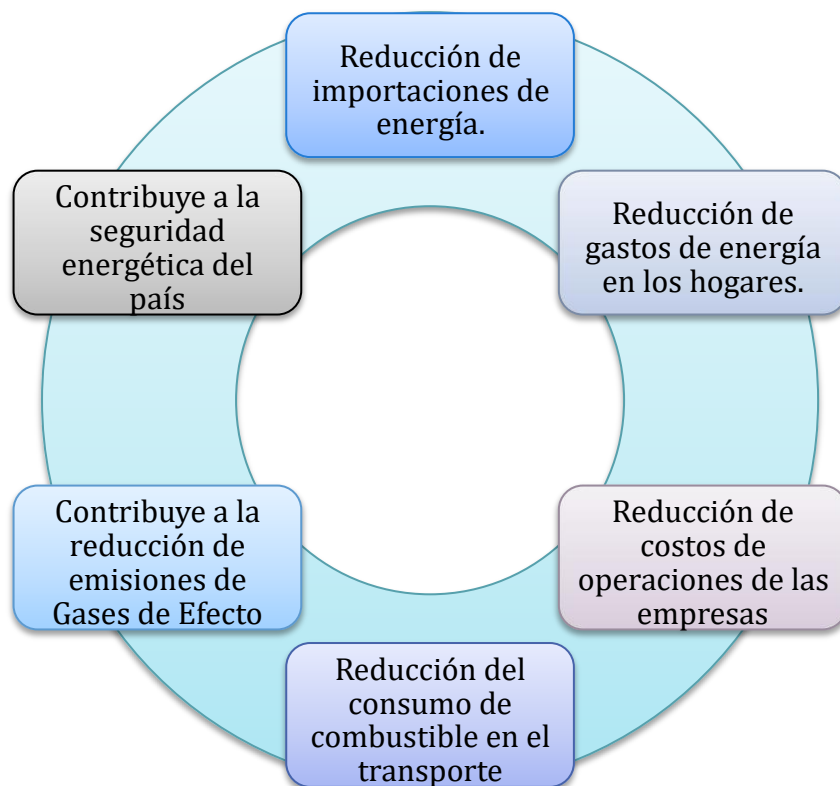 Reducción de
importaciones de
energía.
Reducción de
gastos de energía
en los hogares.
Reducción de
costos de
operaciones de las
empresas
Reducción del
consumo de
combustible en el
transporte
Contribuye a la
reducción de
emisiones de
Gases de Efecto
Contribuye a la
seguridad
energética del
país